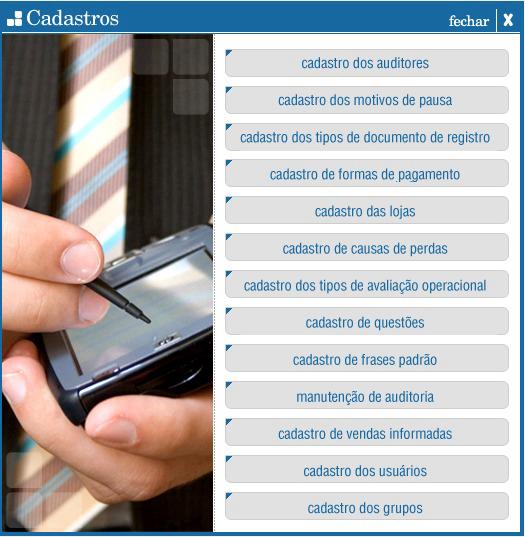 Cadastros
fechar X
cadastro dos auditores
cadastro dos motivos de pausa
cadastro dos tipos de documento de registro
cadastro de formas de pagamento
cadastro das lojas
cadastro de causas de perdas
cadastro dos tipos de avaliação operacional
cadastro de questões
cadastro de frases padrão
manutenção de auditoria
cadastro de vendas informadas
cadastro dos usuários
cadastro dos grupos